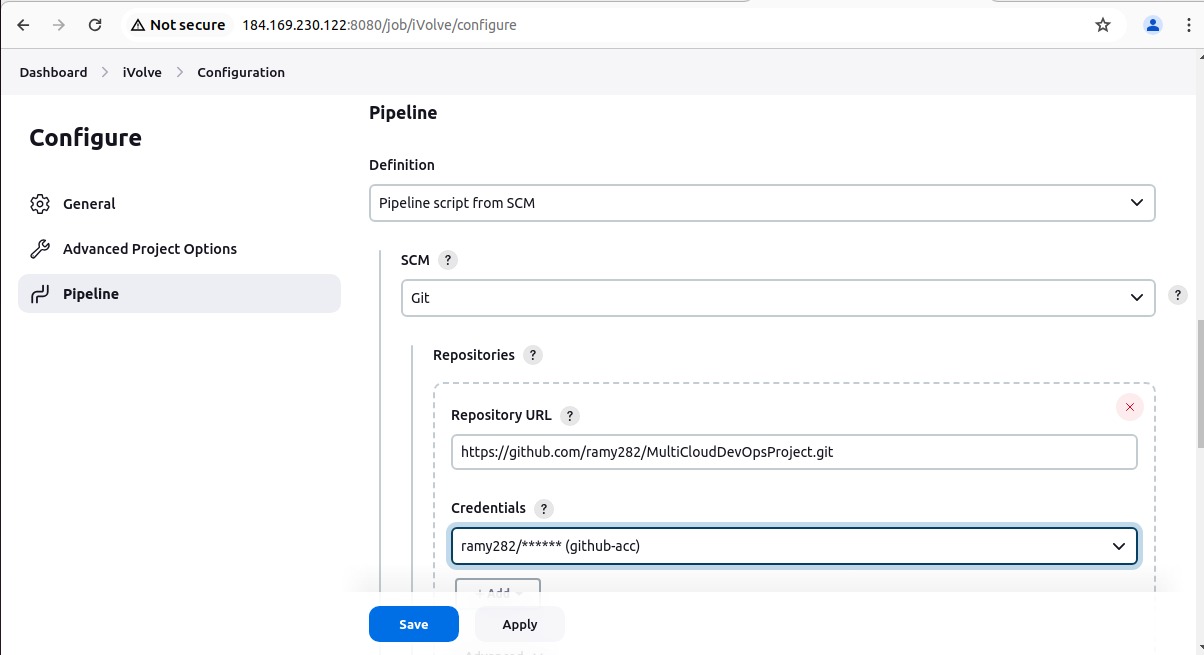 Not secure 184.169.230.122:8080/job/iVolve/configure
Dashboard > iVolve > Configuration
Configure
General
Advanced Project Options
Pipeline
Pipeline
Definition
Pipeline script from SCM
SCM ?
Git
?
Repositories ?
Repository URL ?
https://github.com/ramy282/MultiCloudDevOpsProject.git
Credentials ?
ramy282/****** (github-acc)
+ Add
Save Apply
Advanced